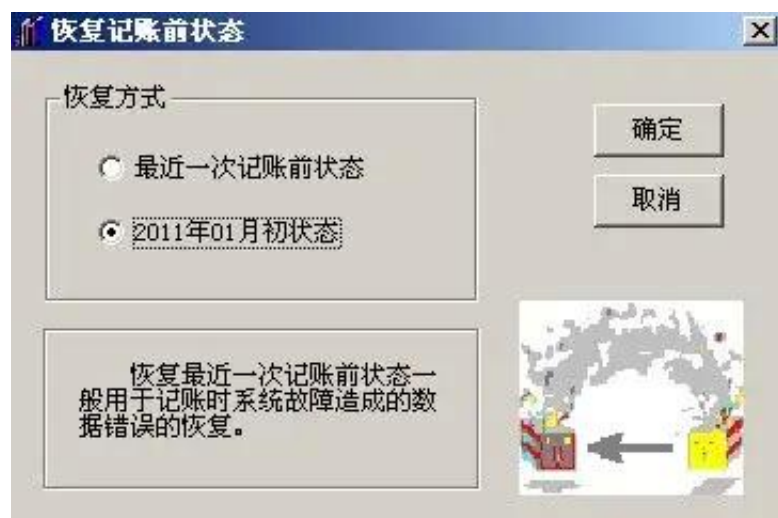 恢复记账前状态
恢复方式
最近一次记账前状态
2011年01月初状态
确定
取消
恢复最近一次记账前状态一
般用于记账时系统故障造成的数
据错误的恢复。